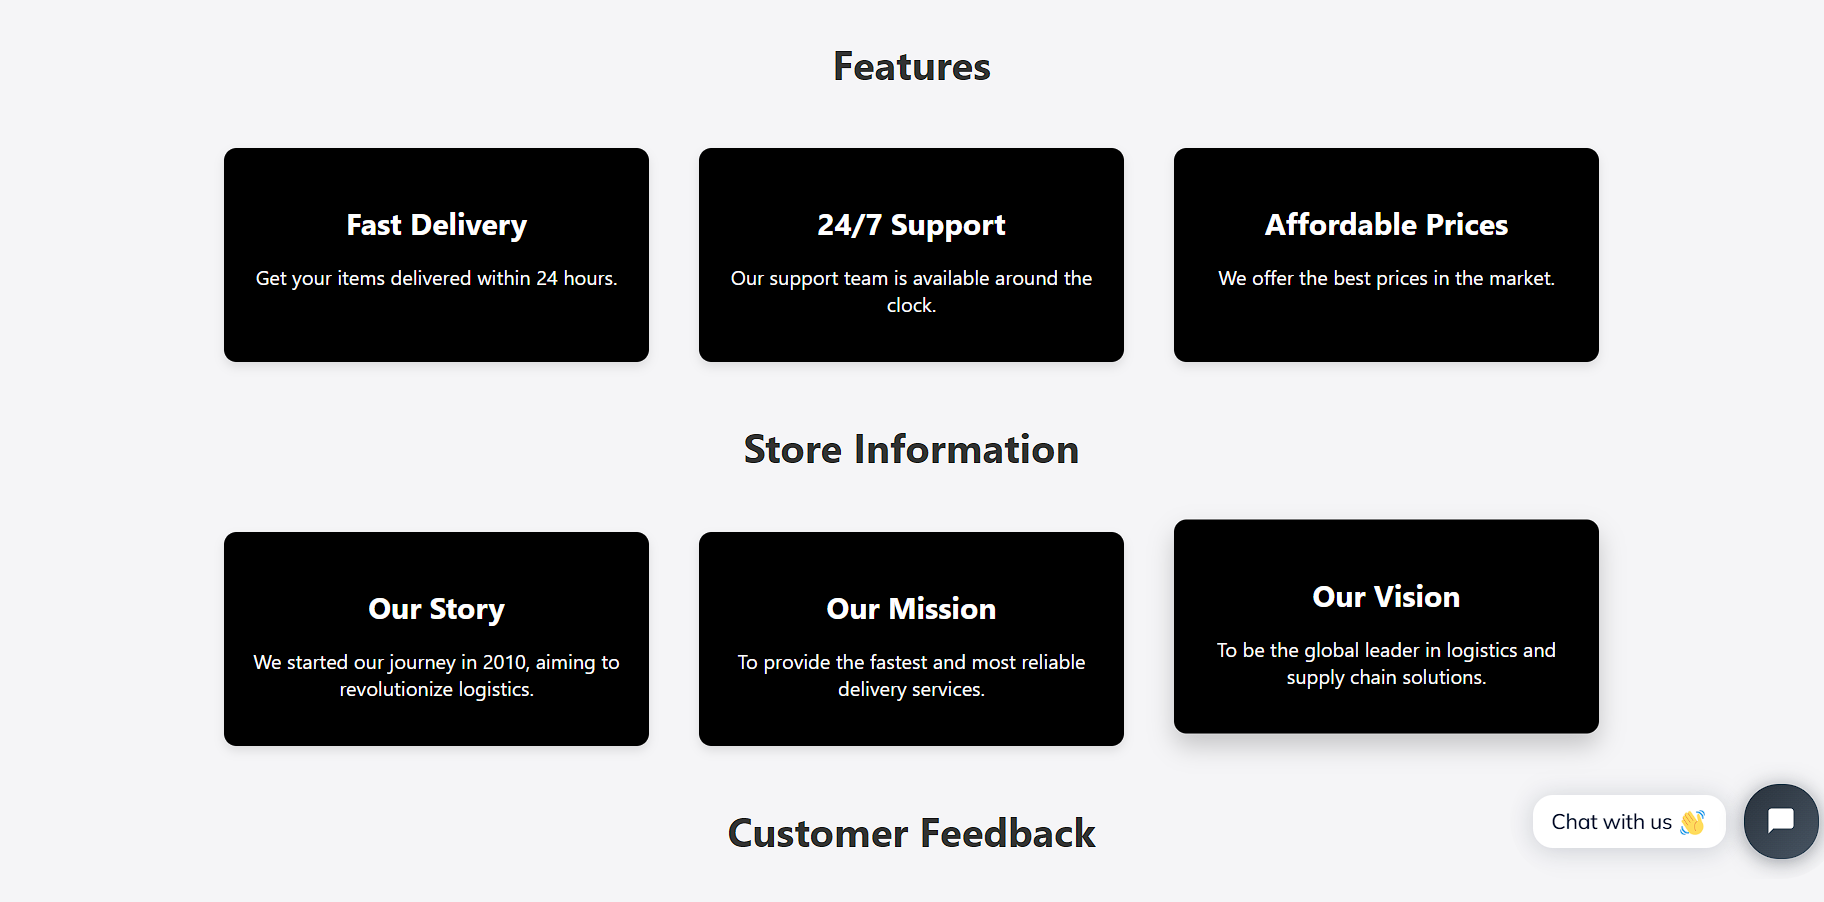 Features
Fast Delivery
Get your items delivered within 24 hours.
24/7 Support
Our support team is available around the
clock.
Affordable Prices
We offer the best prices in the market.
Store Information
Our Story
We started our journey in 2010, aiming to
revolutionize logistics.
Our Mission
To provide the fastest and most reliable
delivery services.
Our Vision
To be the global leader in logistics and
supply chain solutions.
Customer Feedback
Chat with us 👋